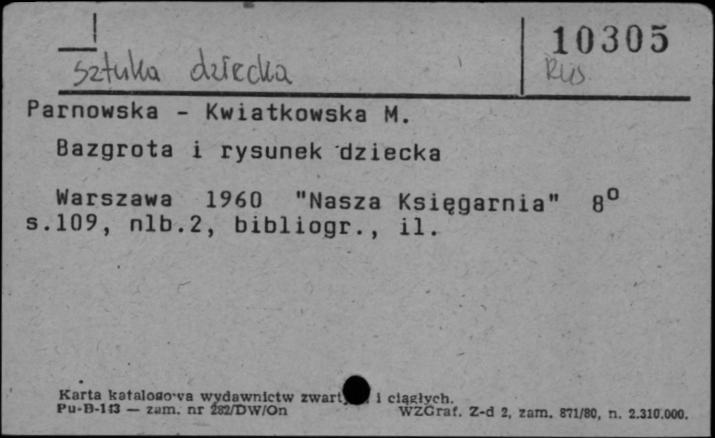 10305
sztuka dziecka
Rys.
Parnowska - Kwiatkowska M.
Bazgrota i rysunek dziecka
Warszawa 1960 "Nasza Księgarnia" 8°
s.109, nlb.2, bibliogr., il.
Karta katalogowa wydawnictw i ciągłych.
Pu-B-113 — zam. nr 282/DW/On
WZGraf. Z-d 2, zam. 871/80, n. 2.310.000.